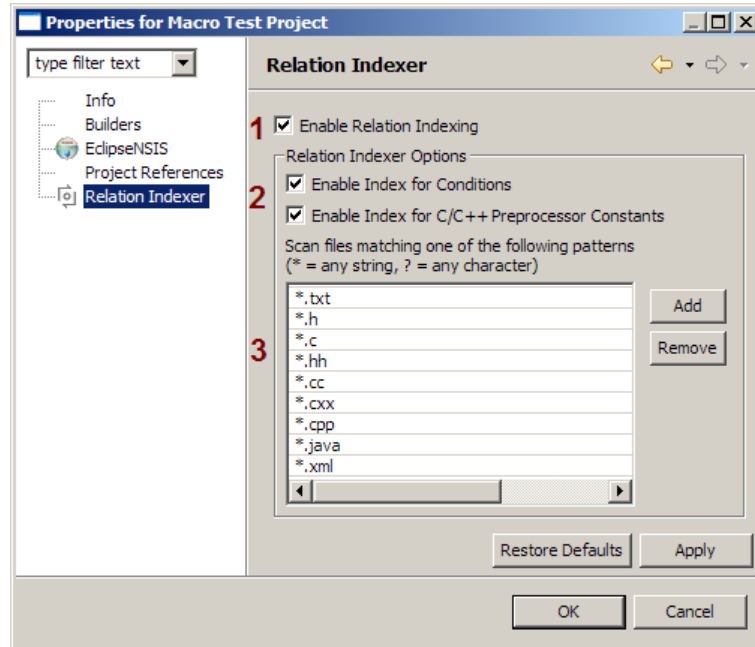 Properties for Macro Test Project
type filter text
Info
Builders
EclipseNSIS
Project References
Relation Indexer
Relation Indexer
1 Enable Relation Indexing
Relation Indexer Options
2 Enable Index for Conditions
Enable Index for C/C++ Preprocessor Constants
Scan files matching one of the following patterns
(* = any string, ? = any character)
3
*.txt
*.h
*.c
*.hh
*.cc
*.cxx
*.cpp
*.java
*.xml
Add
Remove
Restore Defaults
Apply
OK
Cancel